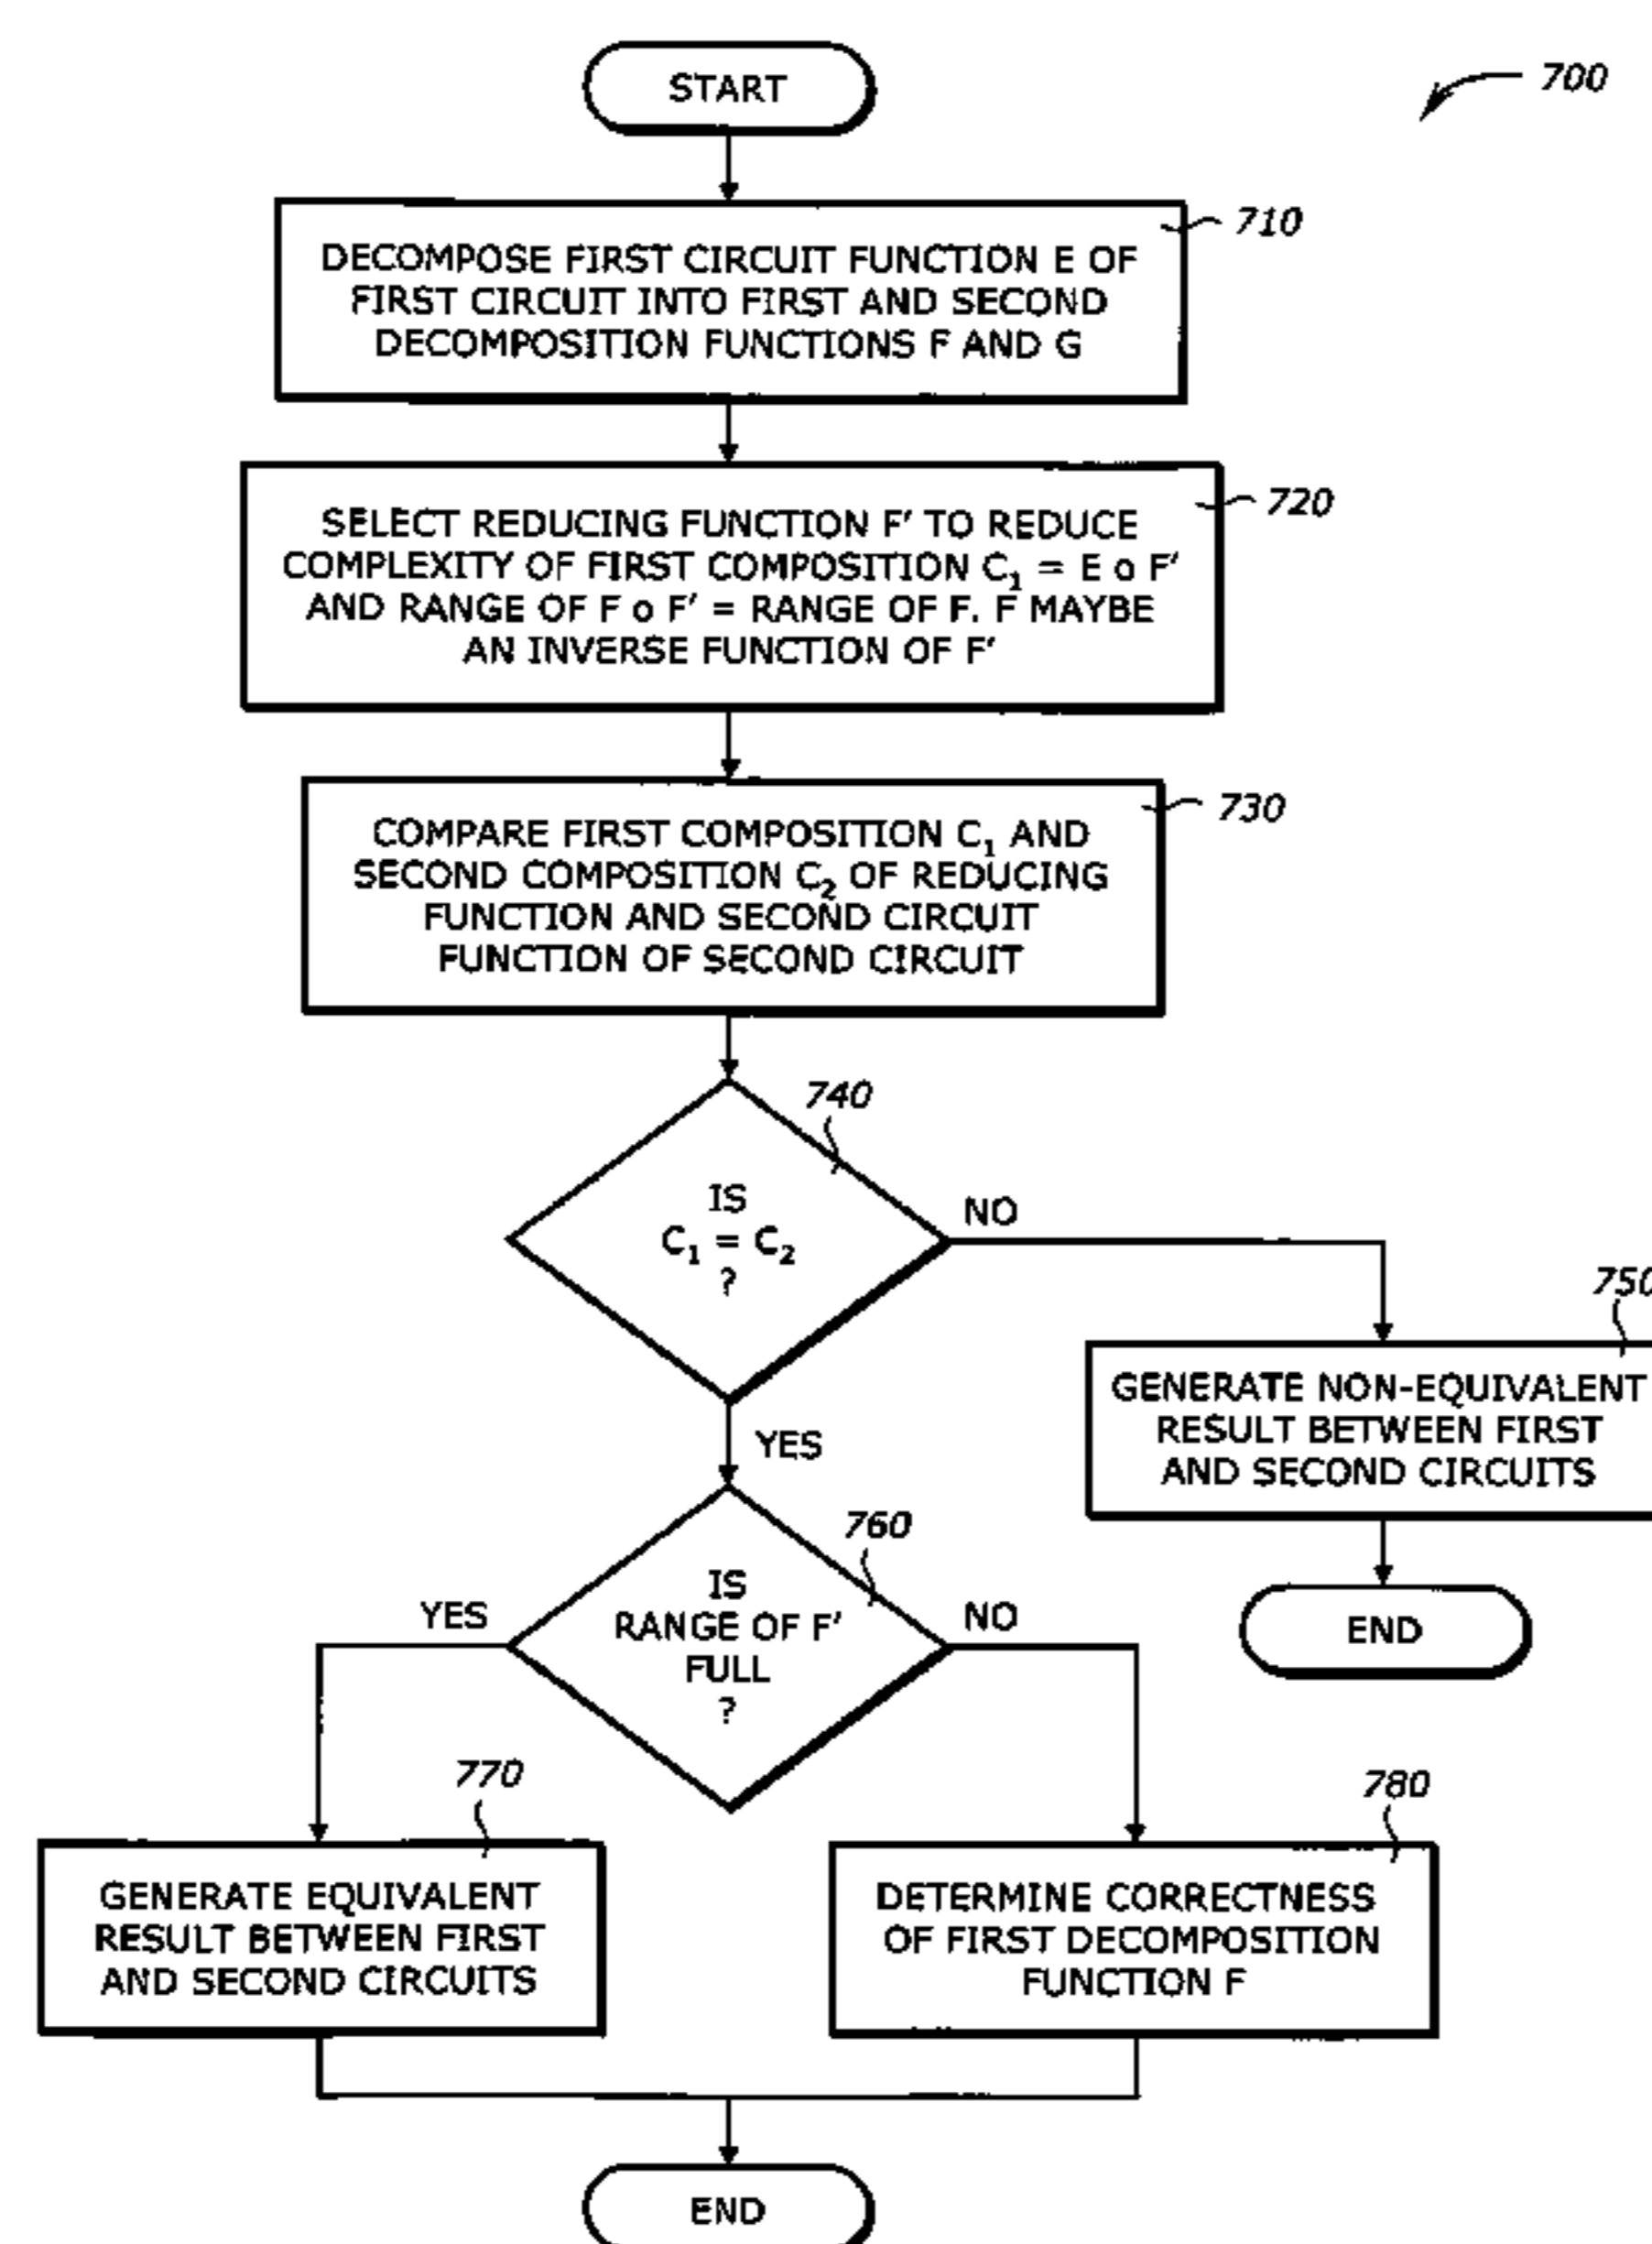 START
700
710
DECOMPOSE FIRST CIRCUIT FUNCTION E OF
FIRST CIRCUIT INTO FIRST AND SECOND
DECOMPOSITION FUNCTIONS F AND G
720
SELECT REDUCING FUNCTION F' TO REDUCE
COMPLEXITY OF FIRST COMPOSITION C₁ = E o F'
AND RANGE OF F o F' = RANGE OF F. F MAYBE
AN INVERSE FUNCTION OF F'
730
COMPARE FIRST COMPOSITION C₁ AND
SECOND COMPOSITION C₂ OF REDUCING
FUNCTION AND SECOND CIRCUIT
FUNCTION OF SECOND CIRCUIT
740
IS
C₁ = C₂
?
NO
YES
750
GENERATE NON-EQUIVALENT
RESULT BETWEEN FIRST
AND SECOND CIRCUITS
END
760
IS
RANGE OF F'
FULL
?
YES
NO
770
GENERATE EQUIVALENT
RESULT BETWEEN FIRST
AND SECOND CIRCUITS
780
DETERMINE CORRECTNESS
OF FIRST DECOMPOSITION
FUNCTION F
END